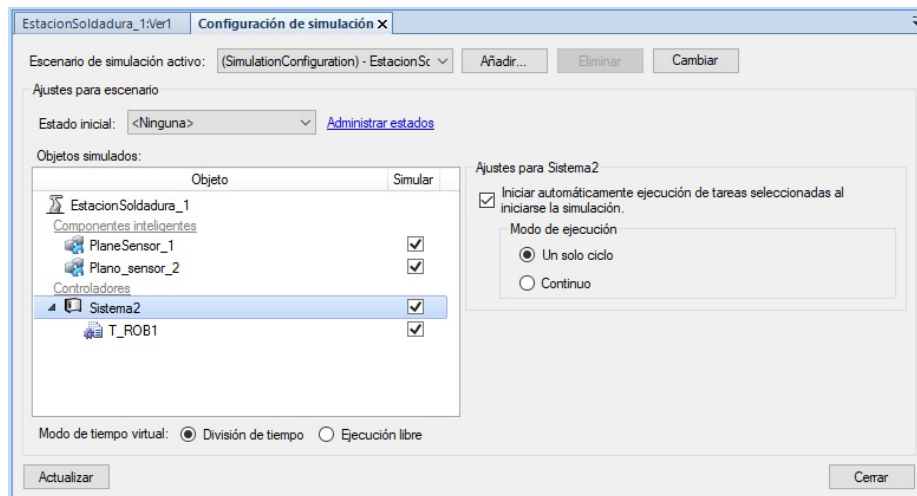 EstacionSoldadura_1:Ver1 Configuración de simulación X
Escenario de simulación activo: (SimulationConfiguration) - EstacionSc Añadir... Eliminar Cambiar
Ajustes para escenario
Estado inicial: <Ninguna> Administrar estados
Objetos simulados:
Objeto Simular
EstacionSoldadura_1
Componentes inteligentes
PlaneSensor_1
Plano_sensor_2
Controladores
Sistema2
T_ROB1
Ajustes para Sistema2
Iniciar automáticamente ejecución de tareas seleccionadas al
iniciarse la simulación.
Modo de ejecución
Un solo ciclo
Continuo
Modo de tiempo virtual: División de tiempo Ejecución libre
Actualizar Cerrar